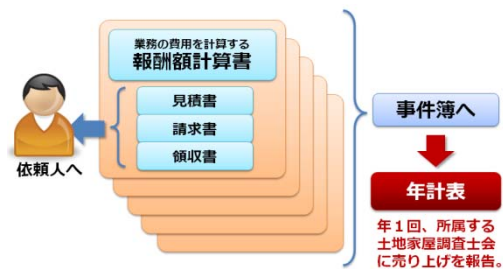 業務の費用を計算する
報酬額計算書
見積書
請求書
領収書
依頼人へ
事件簿へ
年計表
年１回、所属する
土地家屋調査士会
に売り上げを報告。